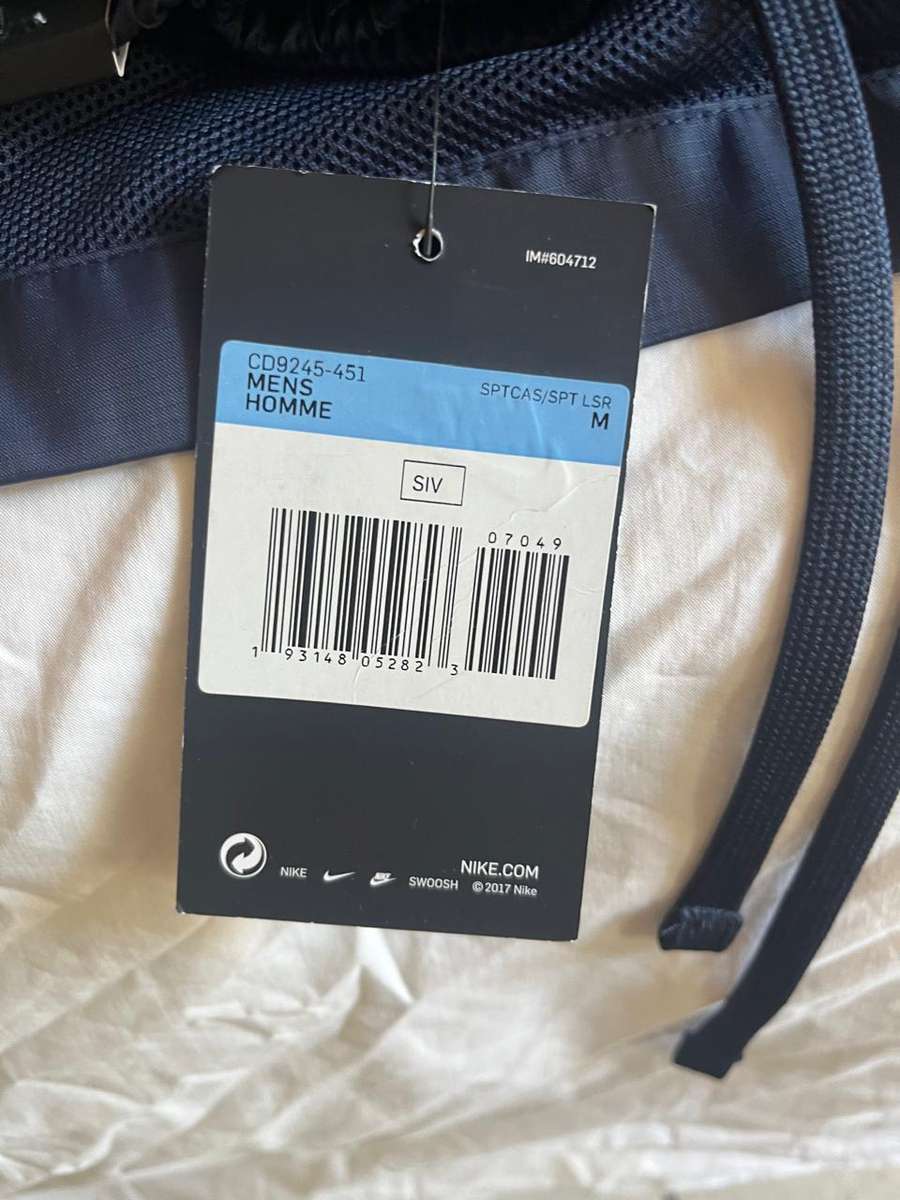 IM#604712
CD9245-451
MENS
HOMME
SPTCAS/SPT LSR
M
SIV
07049
1 93148 05282 3
NIKE
NIKE
SWOOSH
NIKE.COM
© 2017 Nike